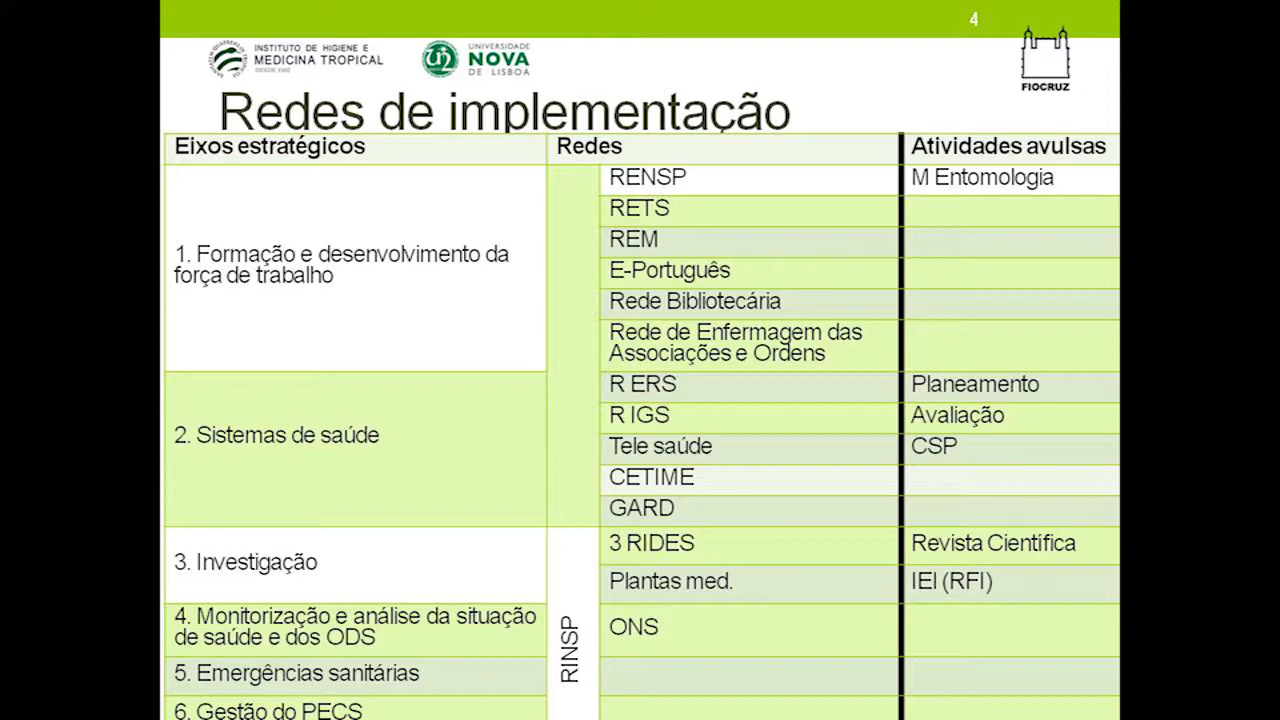 4
INSTITUTO DE HIGIENE E
MEDICINA TROPICAL
DESDE 1902
UNIVERSIDADE
NOVA
DE LISBOA
FIOCRUZ
Redes de implementação
Eixos estratégicos
Redes
Atividades avulsas
1. Formação e desenvolvimento da
força de trabalho
RENSP
M Entomologia
RETS
REM
E-Português
Rede Bibliotecária
Rede de Enfermagem das
Associações e Ordens
2. Sistemas de saúde
R ERS
Planeamento
R IGS
Avaliação
Tele saúde
CSP
CETIME
GARD
3. Investigação
RINSP
3 RIDES
Revista Científica
Plantas med.
IEI (RFI)
4. Monitorização e análise da situação
de saúde e dos ODS
ONS
5. Emergências sanitárias
6. Gestão do PECS